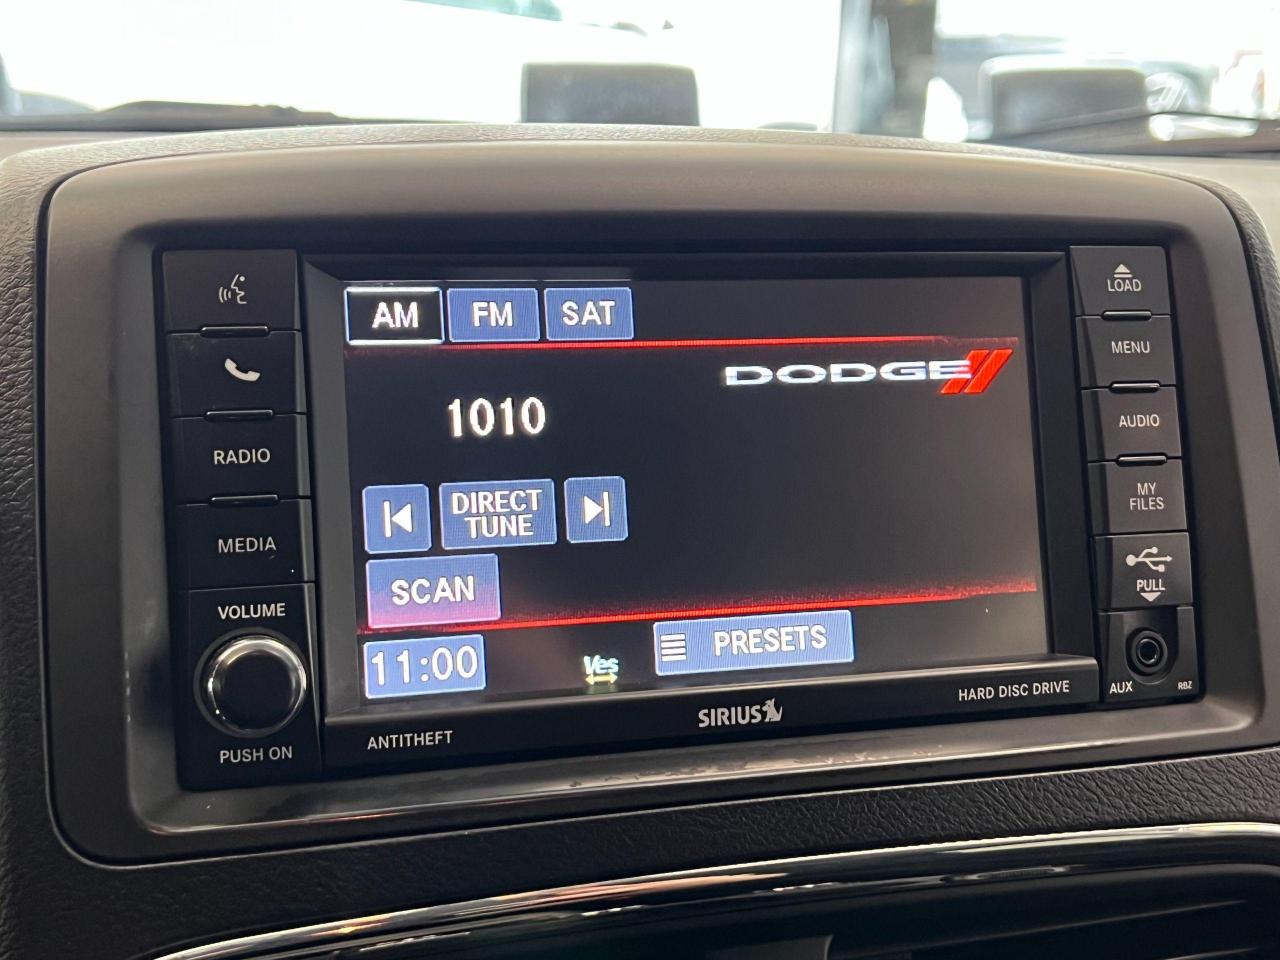 AM FM SAT
DODGE
1010
DIRECT
TUNE
SCAN
11:00
Ves
PRESETS
RADIO
MEDIA
VOLUME
PUSH ON
LOAD
MENU
AUDIO
MY
FILES
PULL
AUX
RBZ
ANTITHEFT
SIRIUS
HARD DISC DRIVE